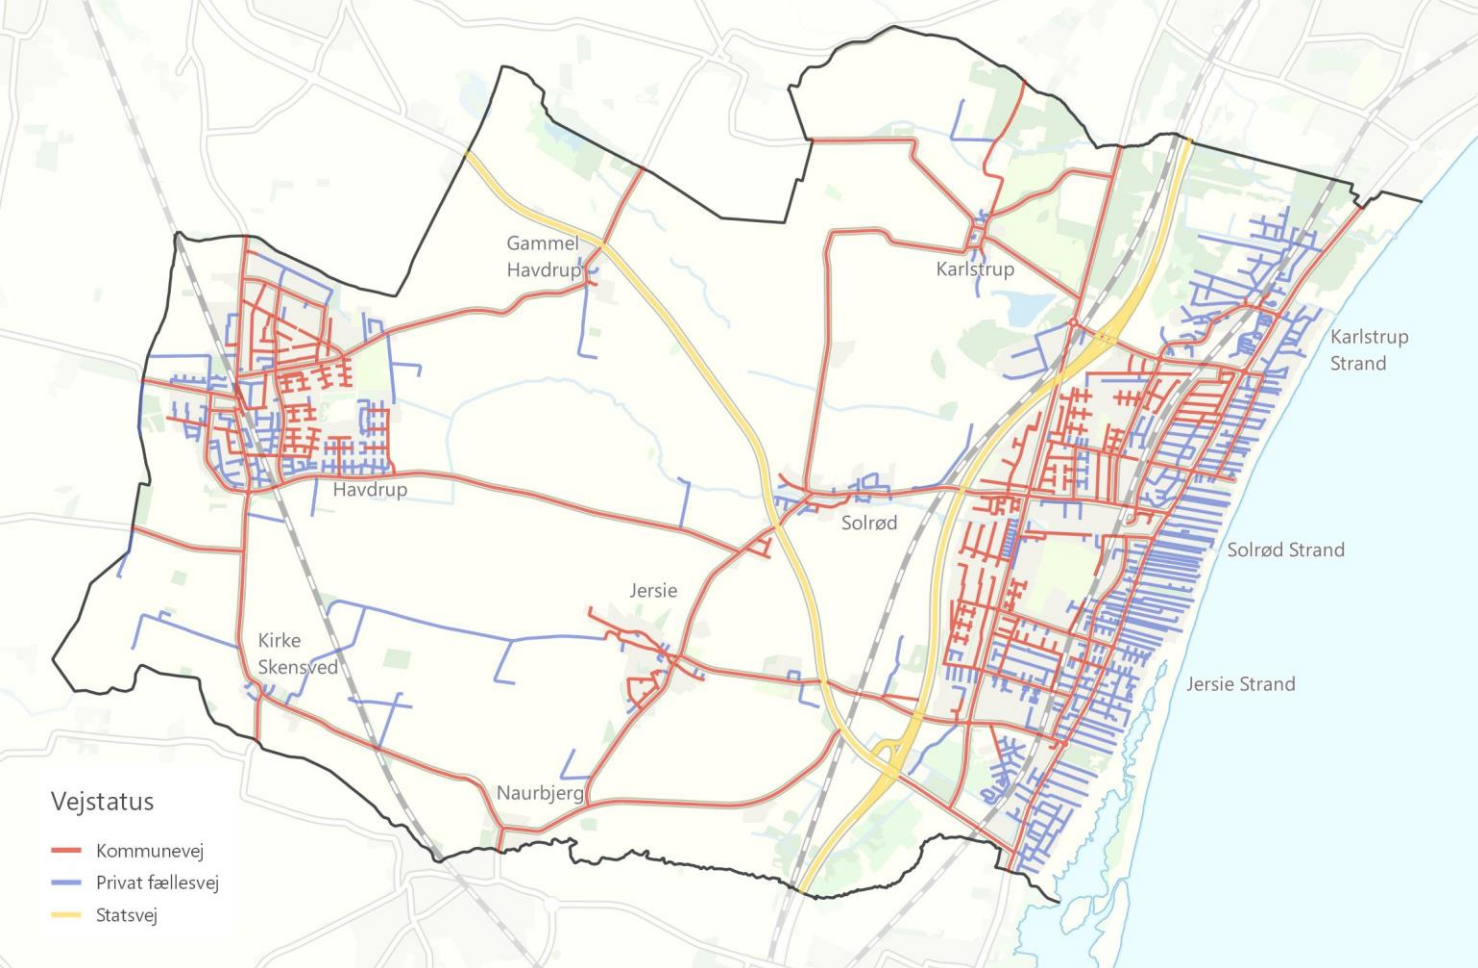 Gammel
Havdrup
Karlstrup
Karlstrup
Strand
Havdrup
Solrød
Solrød Strand
Jersie
Kirke
Skensved
Jersie Strand
Naurbjerg
Vejstatus
Kommunevej
Privat fællesvej
Statsvej